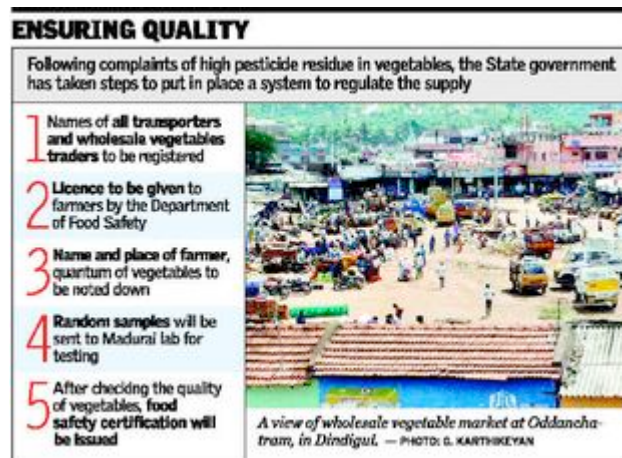 ENSURING QUALITY
Following complaints of high pesticide residue in vegetables, the State government
has taken steps to put in place a system to regulate the supply
1 Names of all transporters
and wholesale vegetables
traders to be registered
2 Licence to be given to
farmers by the Department
of Food Safety
3 Name and place of farmer,
quantum of vegetables to
be noted down
4 Random samples will be
sent to Madurai lab for
testing
5 After checking the quality
of vegetables, food
safety certification will
be issued
A view of wholesale vegetable market at Oddancha-
tram, in Dindigul. — PHOTO: G. KARTHIKEYAN